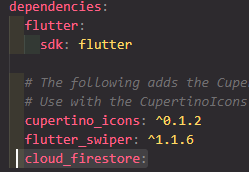 dependencies:
flutter:
sdk: flutter
# The following adds the Cuper
# Use with the CupertinoIcons
cupertino_icons: ^0.1.2
flutter_swiper: ^1.1.6
cloud_firestore: